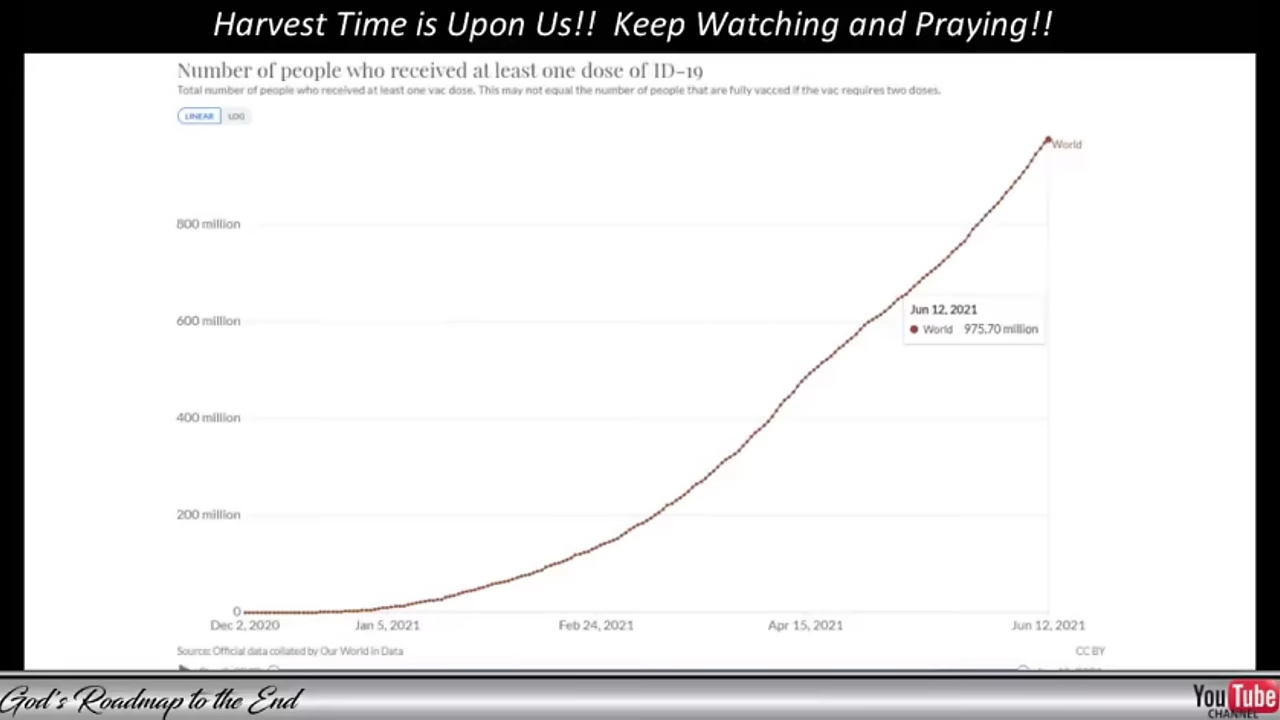 Harvest Time is Upon Us!! Keep Watching and Praying!!
Number of people who received at least one dose of ID-19
Total number of people who received at least one vac dose. This may not equal the number of people that are fully vacced if the vac requires two doses.
LINEAR LOG
World
800 million
600 million
Jun 12, 2021
World 975.70 million
400 million
200 million
0
Dec 2, 2020 Jan 5, 2021 Feb 24, 2021 Apr 15, 2021 Jun 12, 2021
Source: Official data collated by Our World in Data CC BY
God's Roadmap to the End
YouTube
CHANNEL